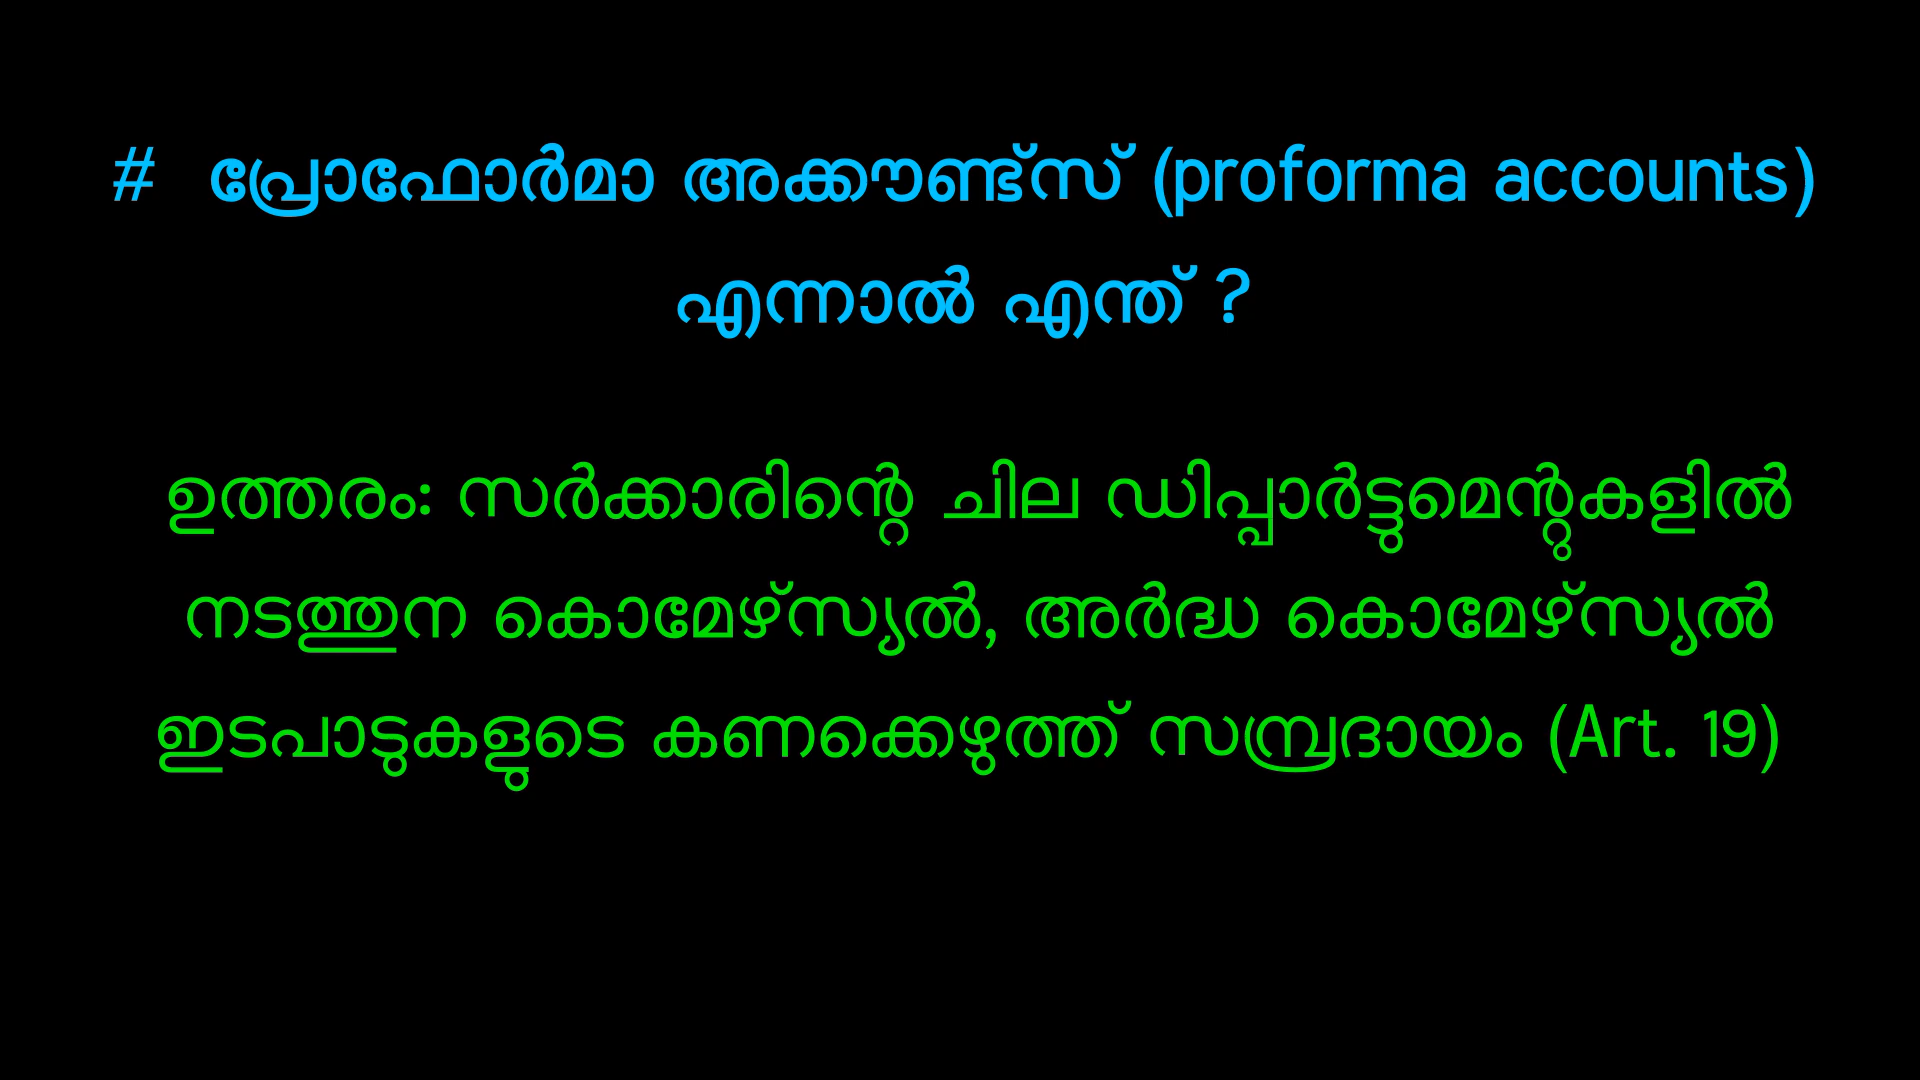 # പ്രോഫോർമാ അക്കൗണ്ട്സ് (proforma accounts)
എന്നാൽ എന്ത് ?
ഉത്തരം: സർക്കാരിന്റെ ചില ഡിപ്പാർട്ടുമെന്റുകളിൽ
നടത്തുന കൊമേഴ്സ്യൽ, അർദ്ധ കൊമേഴ്സ്യൽ
ഇടപാടുകളുടെ കണക്കെഴുത്ത് സമ്പ്രദായം (Art. 19)